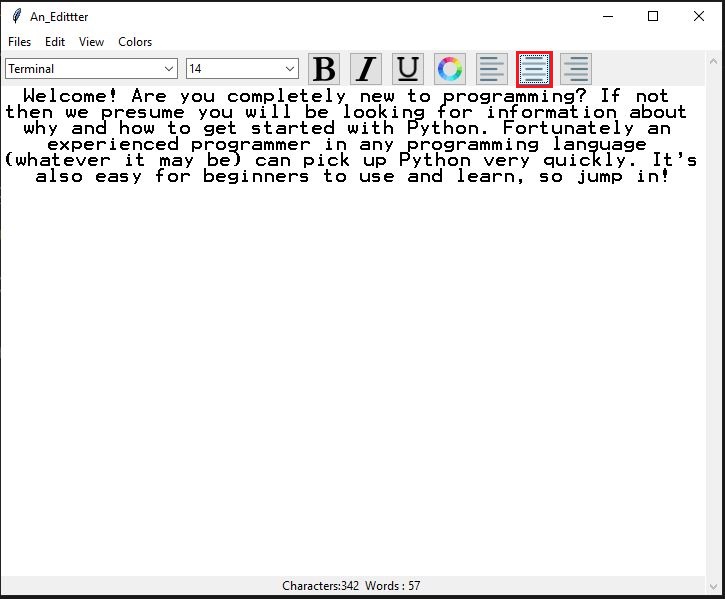 An_Edittter
Files Edit View Colors
Terminal 14 B I U
Welcome! Are you completely new to programming? If not
then we presume you will be looking for information about
why and how to get started with Python. Fortunately an
experienced programmer in any programming language
(whatever it may be) can pick up Python very quickly. It's
also easy for beginners to use and learn, so jump in!
Characters:342 Words : 57